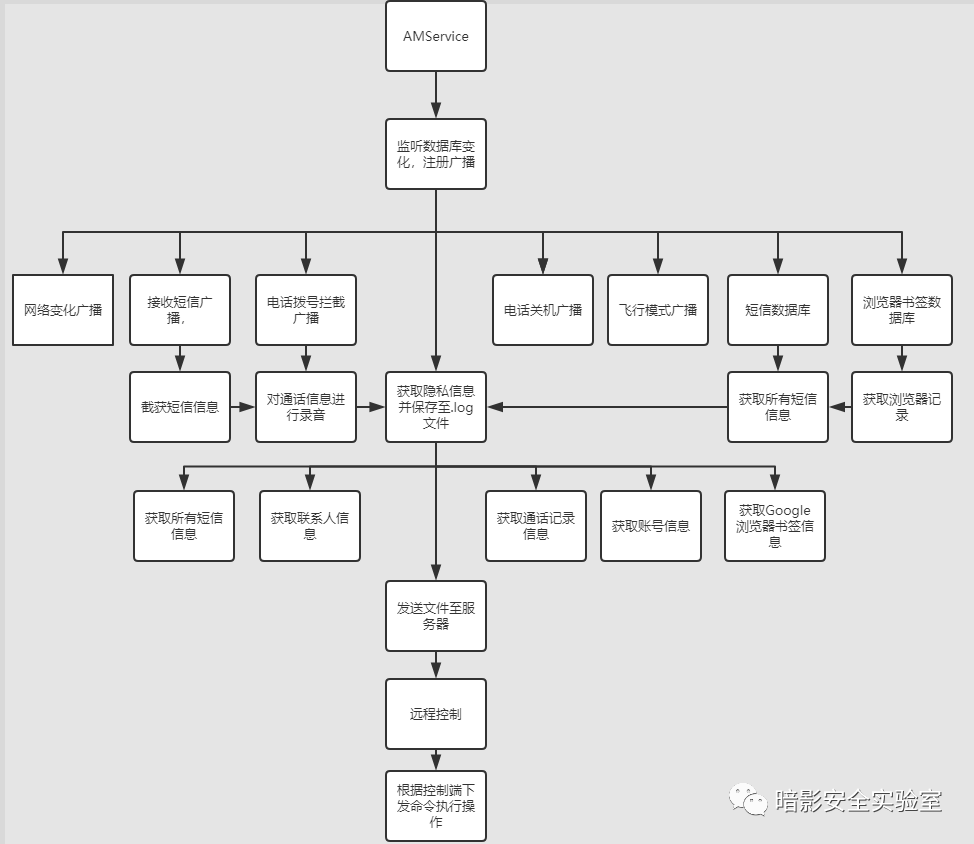 AMService
监听数据库变
化，注册广播
网络变化广播
接收短信广
播，
电话拨号拦截
广播
电话关机广播
飞行模式广播
短信数据库
浏览器书签数
据库
截获短信信息
对通话信息进
行录音
获取隐私信息
并保存至.log
文件
获取所有短信
信息
获取浏览器记
录
获取所有短信
信息
获取联系人信
息
获取通话记录
信息
获取账号信息
获取Google
浏览器书签信
息
发送文件至服
务器
远程控制
根据控制端下
发命令执行操
作
暗影安全实验室